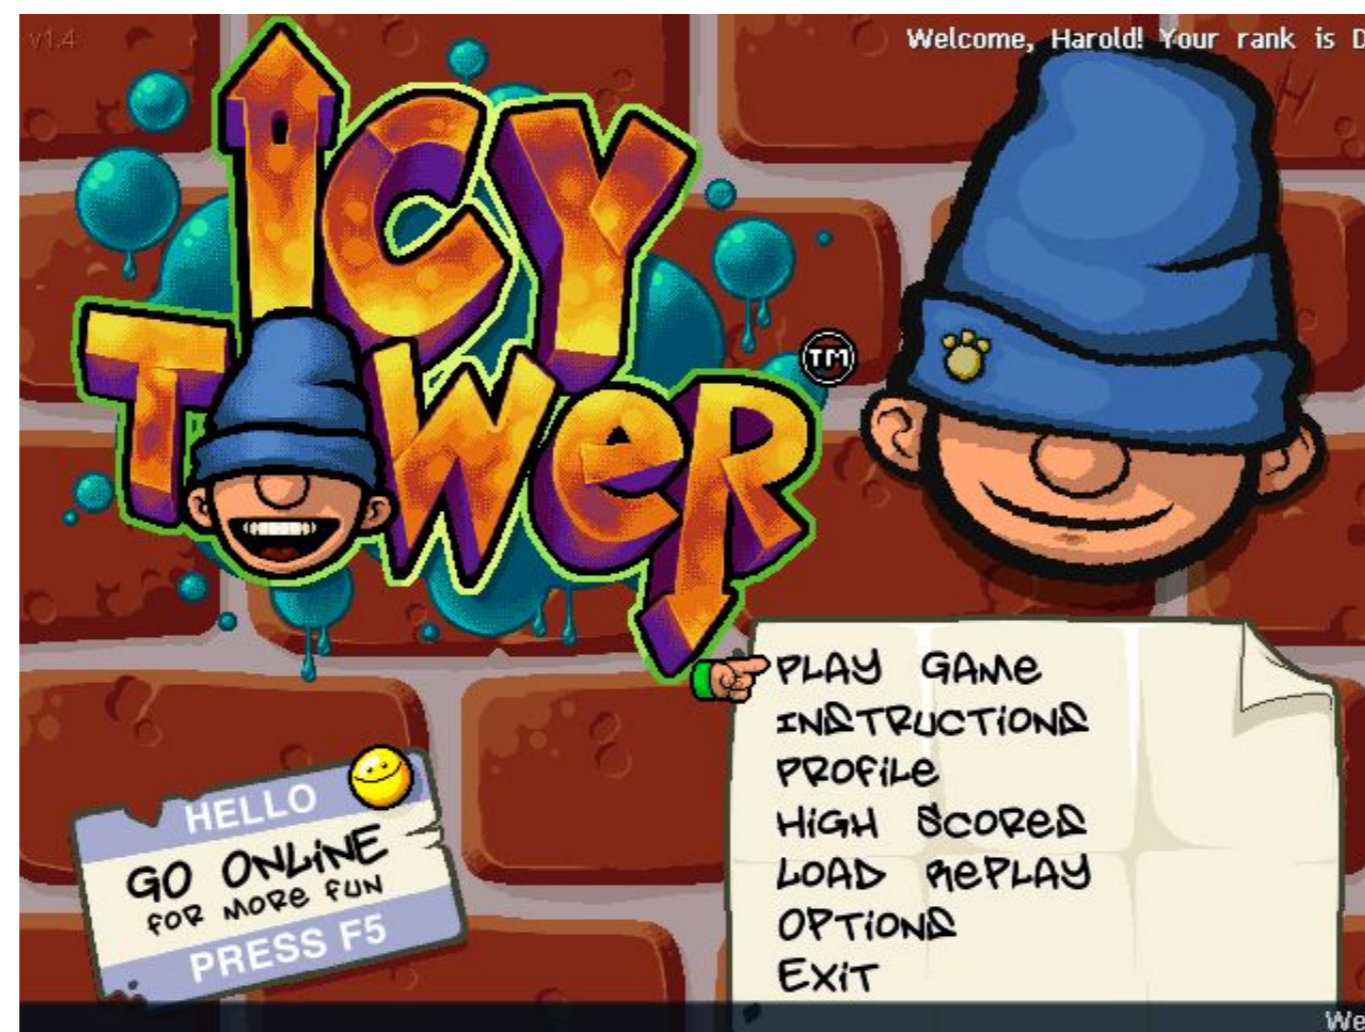 v1.4
Welcome, Harold! Your rank is D
ICY
TOWER
TM
PLAY GAME
INSTRUCTIONS
PROFILE
HIGH SCORES
LOAD REPLAY
OPTIONS
EXIT
HELLO
GO ONLINE
FOR MORE FUN
PRESS F5
We